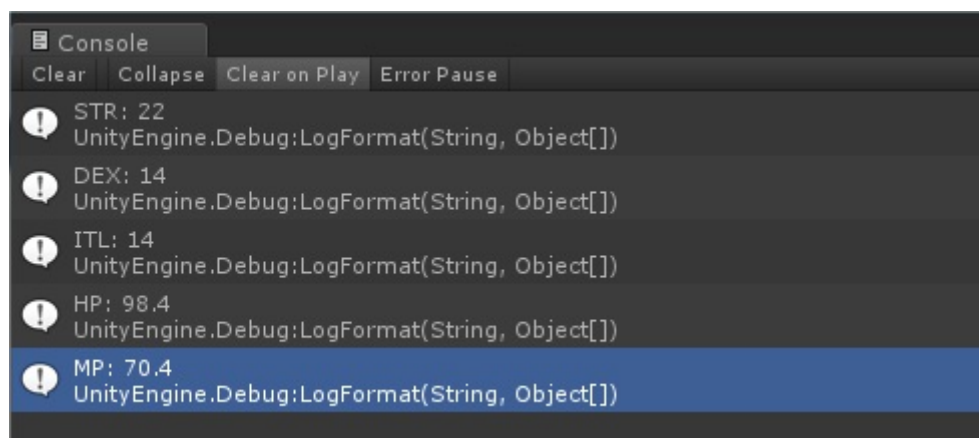 Console
Clear Collapse Clear on Play Error Pause
STR: 22
UnityEngine.Debug:LogFormat(String, Object[])
DEX: 14
UnityEngine.Debug:LogFormat(String, Object[])
ITL: 14
UnityEngine.Debug:LogFormat(String, Object[])
HP: 98.4
UnityEngine.Debug:LogFormat(String, Object[])
MP: 70.4
UnityEngine.Debug:LogFormat(String, Object[])